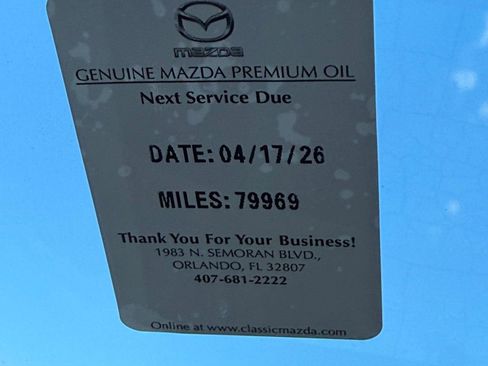 mazda
GENUINE MAZDA PREMIUM OIL
Next Service Due
DATE: 04/17/26
MILES: 79969
Thank You For Your Business!
1983 N. SEMORAN BLVD.,
ORLANDO, FL 32807
407-681-2222
Online at www.classicmazda.com